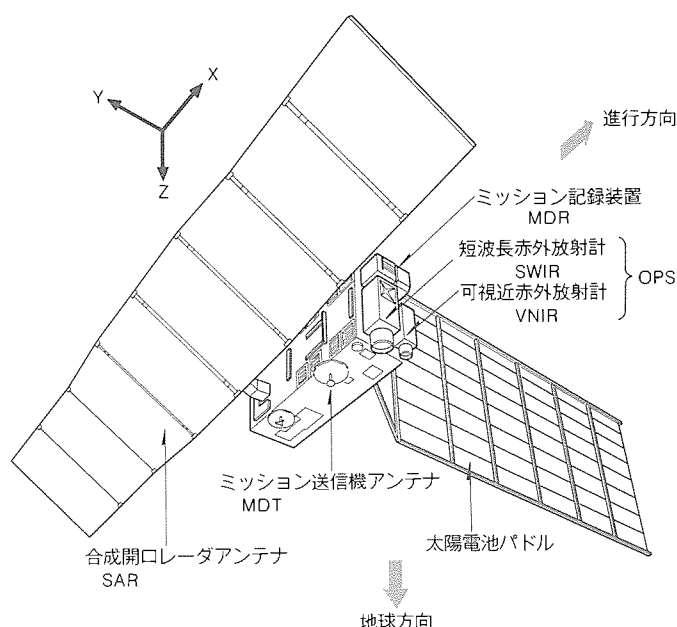 X
Y
Z
進行方向
ミッション記録装置
MDR
短波長赤外放射計
SWIR
可視近赤外放射計
VNIR
OPS
ミッション送信機アンテナ
MDT
合成開口レーダアンテナ
SAR
太陽電池パドル
地球方向